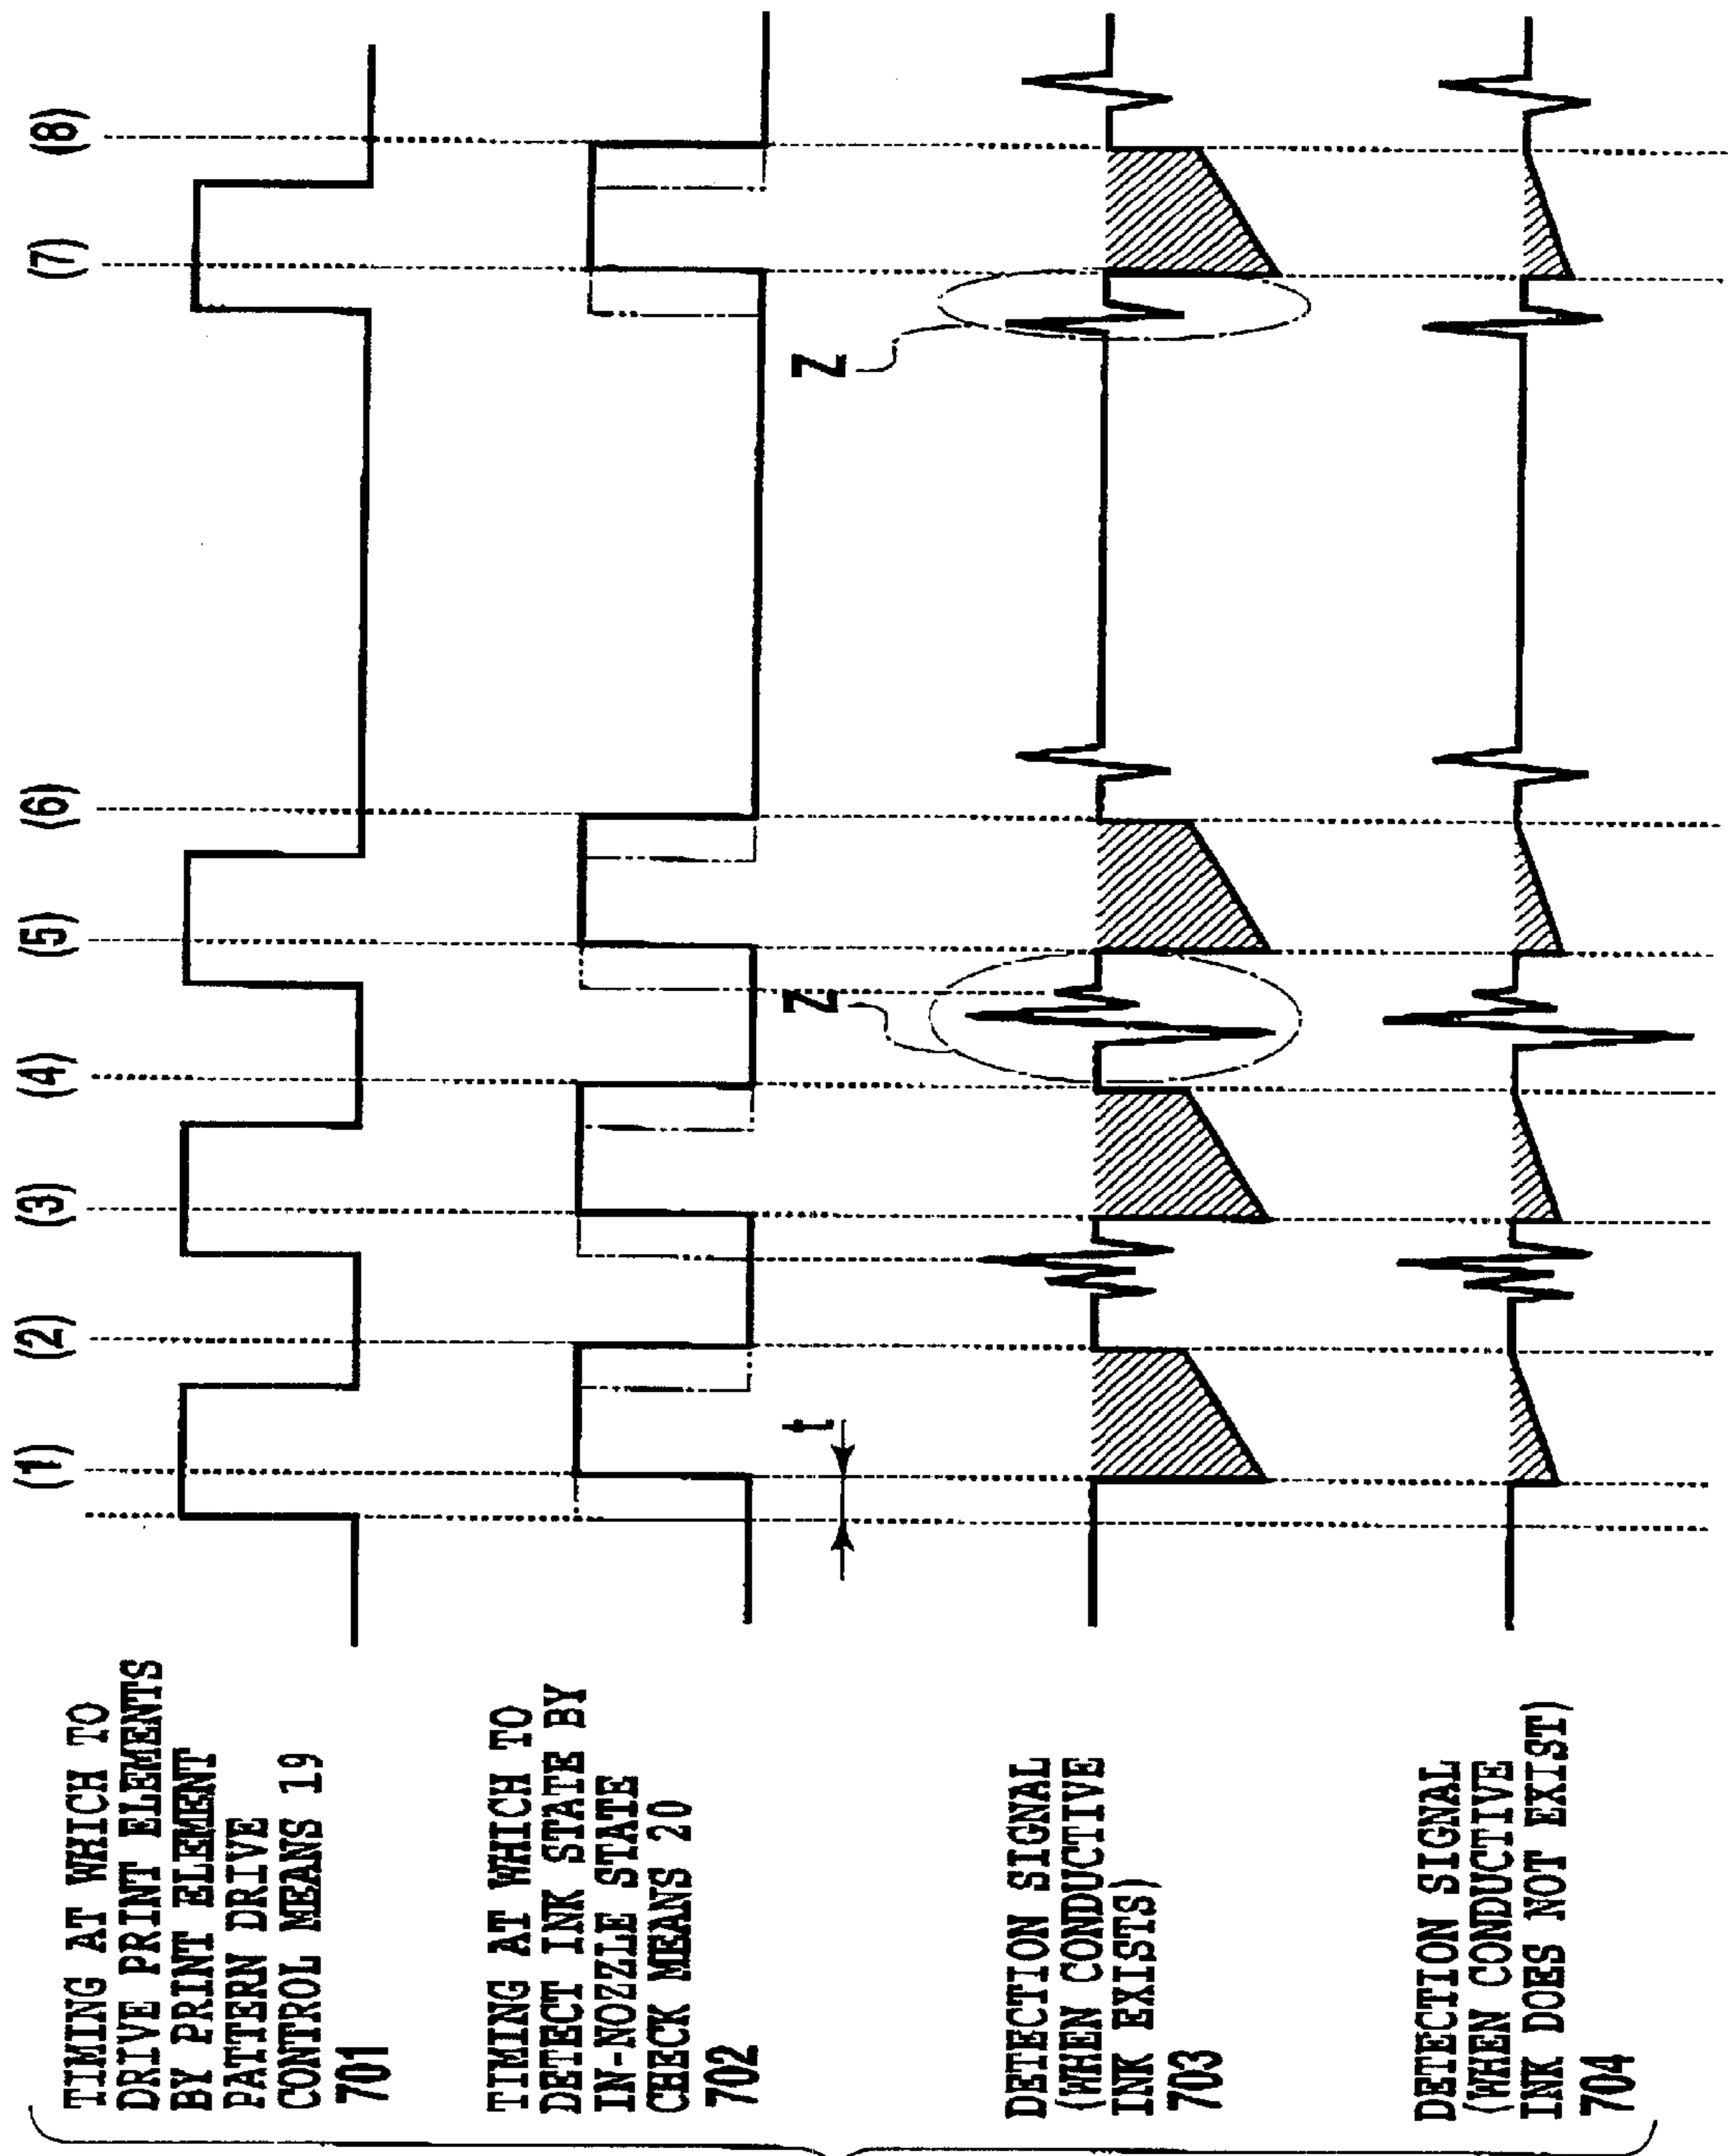 (1) (2) (3) (4) (5) (6) (7) (8)
TIMING AT WHICH TO
DRIVE PRINT ELEMENTS
BY PRINT ELEMENT
PATTERN DRIVE
CONTROL MEANS 19
701
TIMING AT WHICH TO
DETECT INK STATE BY
IN-NOZZLE STATE
CHECK MEANS 20
702
t
Z
Z
DETECTION SIGNAL
(WHEN CONDUCTIVE
INK EXISTS)
703
DETECTION SIGNAL
(WHEN CONDUCTIVE
INK DOES NOT EXIST)
704